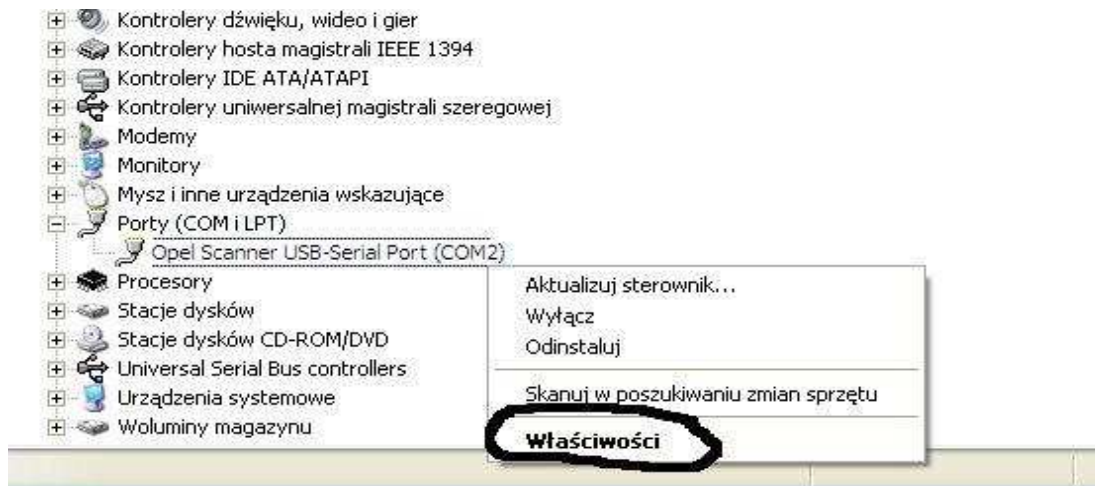 Kontrolery dźwięku, wideo i gier
Kontrolery hosta magistrali IEEE 1394
Kontrolery IDE ATA/ATAPI
Kontrolery uniwersalnej magistrali szeregowej
Modemy
Monitory
Mysz i inne urządzenia wskazujące
Porty (COM i LPT)
Opel Scanner USB-Serial Port (COM2)
Procesory
Stacje dysków
Stacje dysków CD-ROM/DVD
Universal Serial Bus controllers
Urządzenia systemowe
Woluminy magazynu
Aktualizuj sterownik...
Wyłącz
Odinstaluj
Skanuj w poszukiwaniu zmian sprzętu
Właściwości